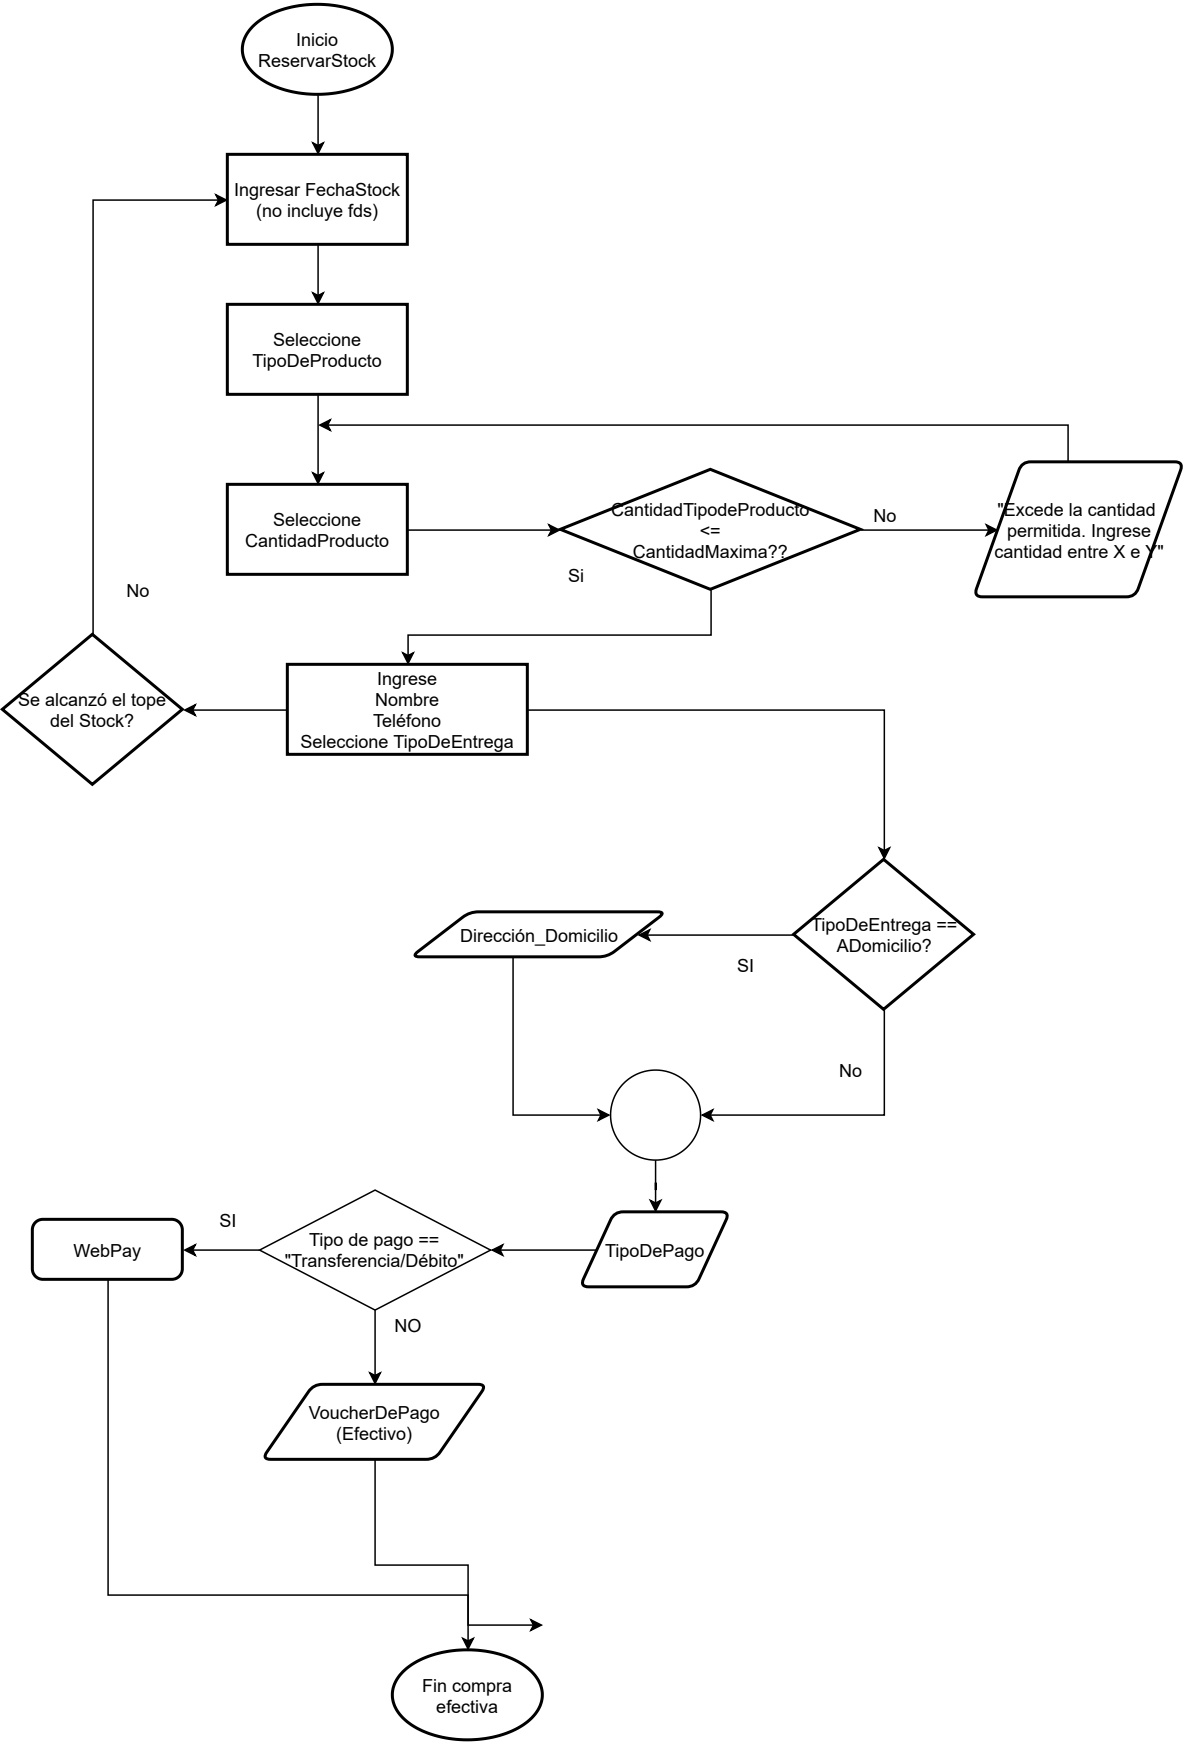 Inicio
ReservarStock
Ingresar FechaStock
(no incluye fds)
Seleccione
TipoDeProducto
Seleccione
CantidadProducto
CantidadTipodeProducto
<=
CantidadMaxima??
No
"Excede la cantidad
permitida. Ingrese
cantidad entre X e Y"
Si
No
Se alcanzó el tope
del Stock?
Ingrese
Nombre
Teléfono
Seleccione TipoDeEntrega
TipoDeEntrega ==
ADomicilio?
SI
Dirección_Domicilio
No
TipoDePago
Tipo de pago ==
"Transferencia/Débito"
SI
WebPay
NO
VoucherDePago
(Efectivo)
Fin compra
efectiva